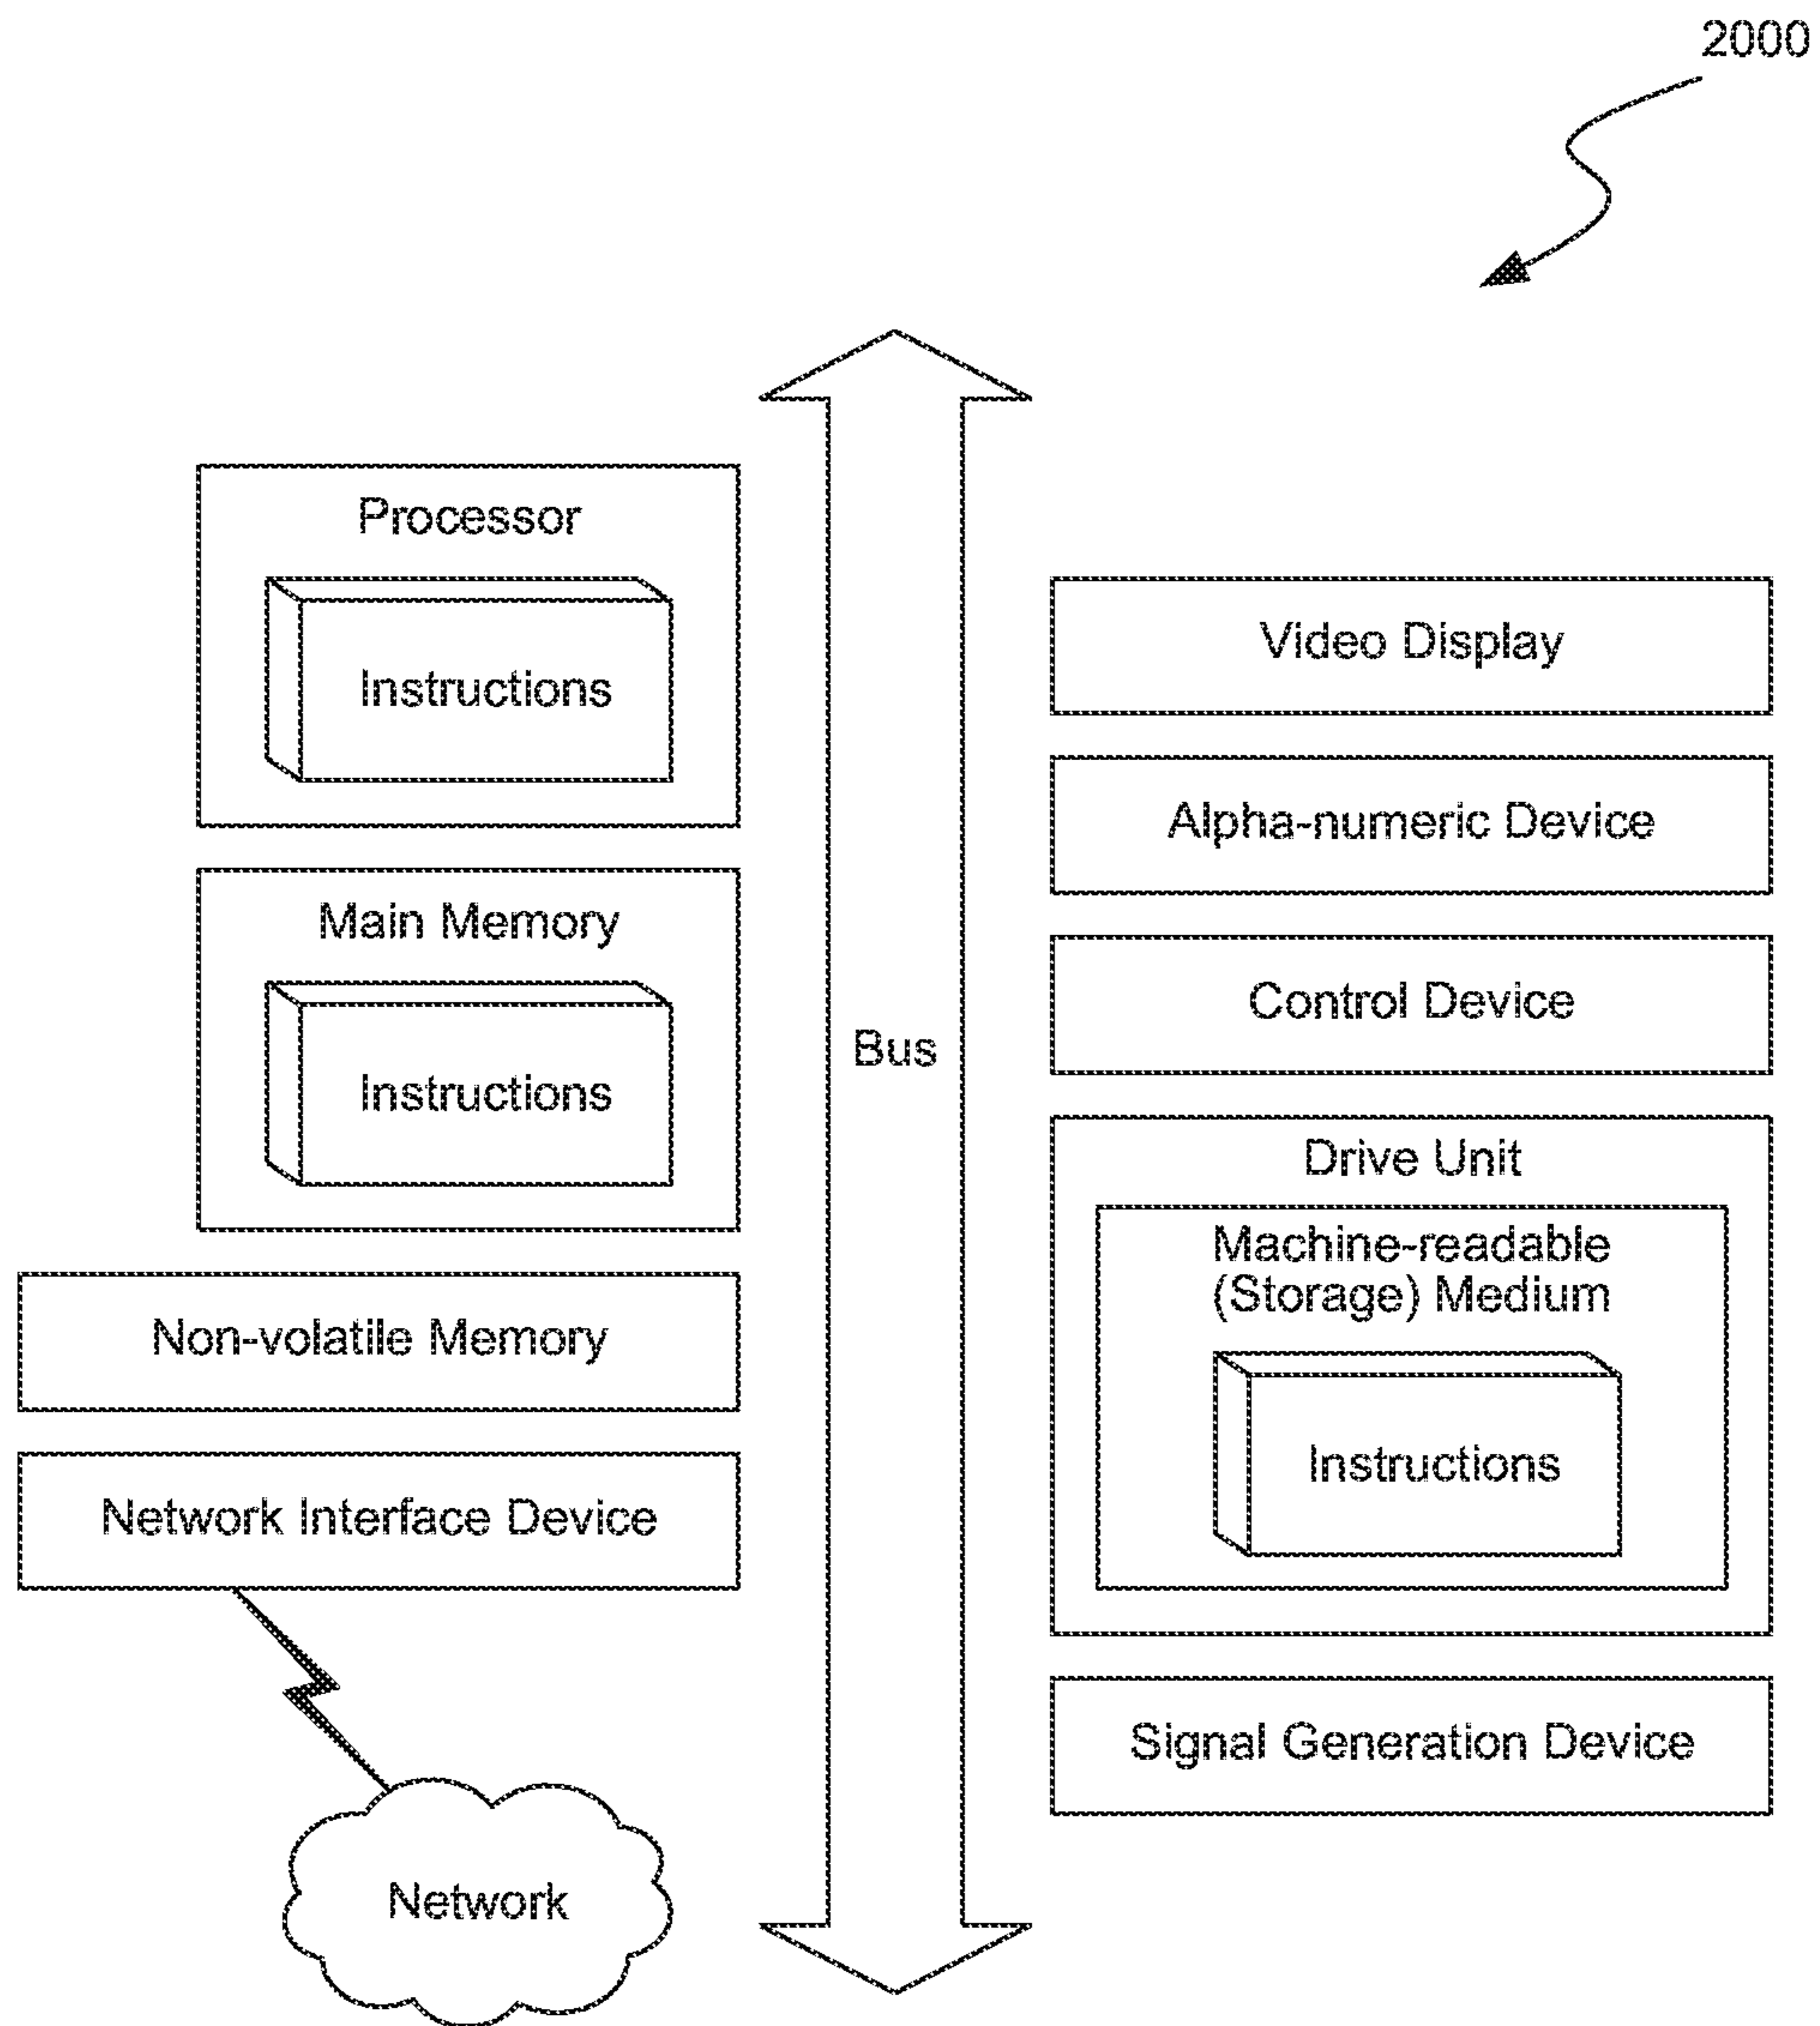 2000
Processor
Instructions
Main Memory
Instructions
Non-volatile Memory
Network Interface Device
Network
Bus
Video Display
Alpha-numeric Device
Control Device
Drive Unit
Machine-readable
(Storage) Medium
Instructions
Signal Generation Device